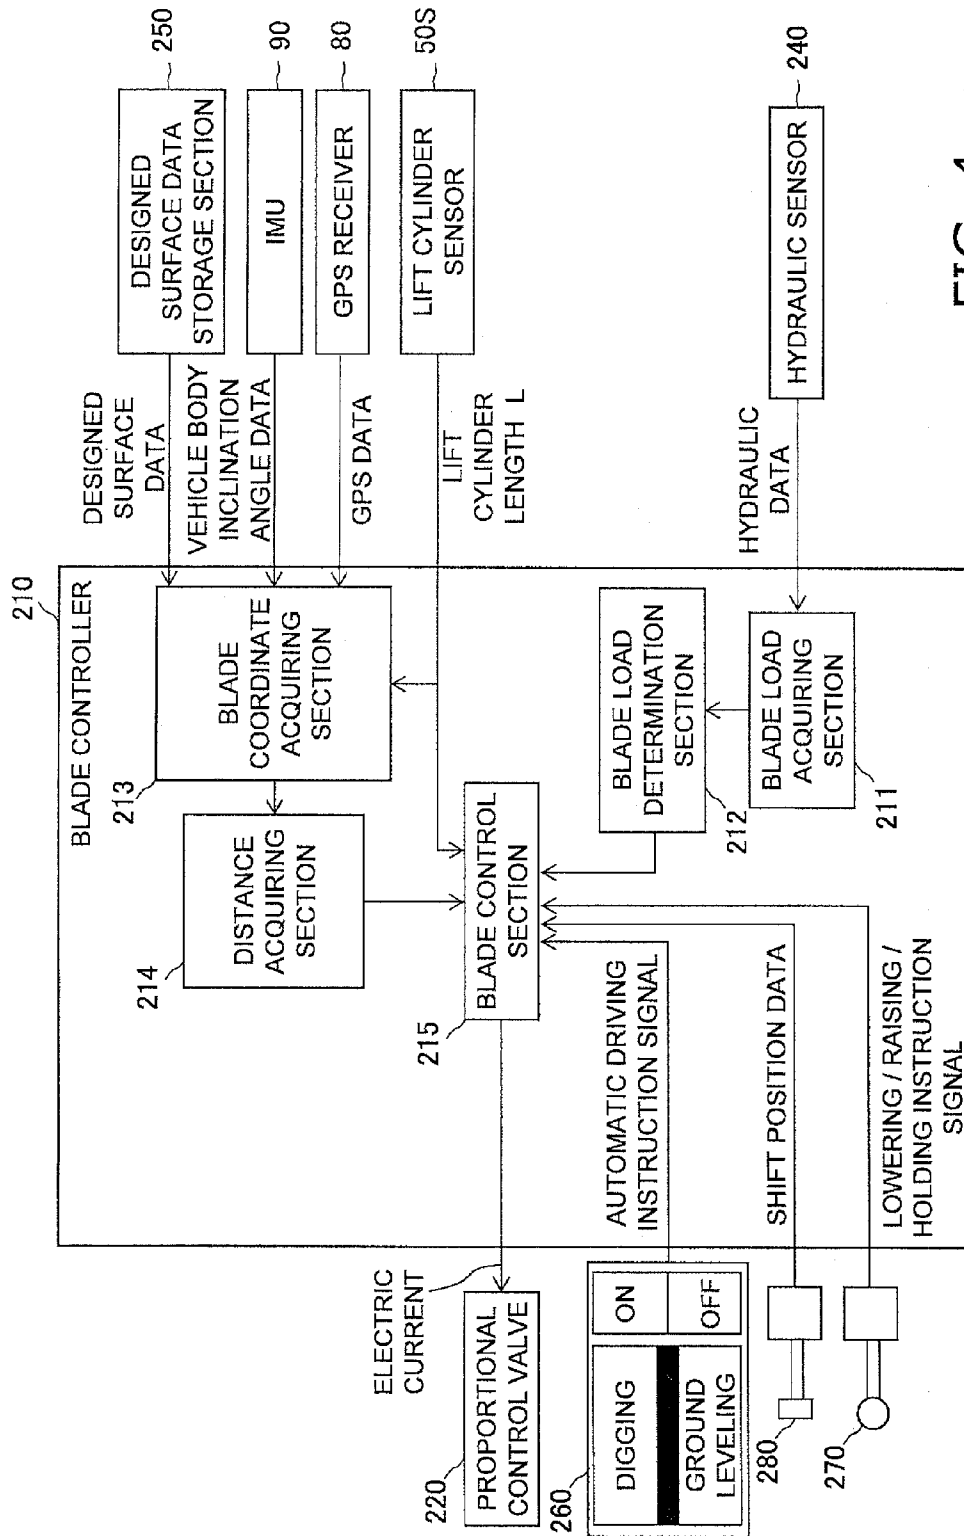 210
BLADE CONTROLLER
DESIGNED
SURFACE DATA
STORAGE SECTION
250
DESIGNED
SURFACE
DATA
IMU
90
VEHICLE BODY
INCLINATION
ANGLE DATA
GPS RECEIVER
80
GPS DATA
LIFT CYLINDER
SENSOR
50S
LIFT
CYLINDER
LENGTH L
HYDRAULIC SENSOR
240
HYDRAULIC
DATA
BLADE
COORDINATE
ACQUIRING
SECTION
213
DISTANCE
ACQUIRING
SECTION
214
BLADE LOAD
DETERMINATION
SECTION
212
BLADE LOAD
ACQUIRING
SECTION
211
BLADE CONTROL
SECTION
215
ELECTRIC
CURRENT
PROPORTIONAL
CONTROL VALVE
220
AUTOMATIC DRIVING
INSTRUCTION SIGNAL
SHIFT POSITION DATA
LOWERING / RAISING /
HOLDING INSTRUCTION
SIGNAL
260
DIGGING
GROUND
LEVELING
ON
OFF
280
270